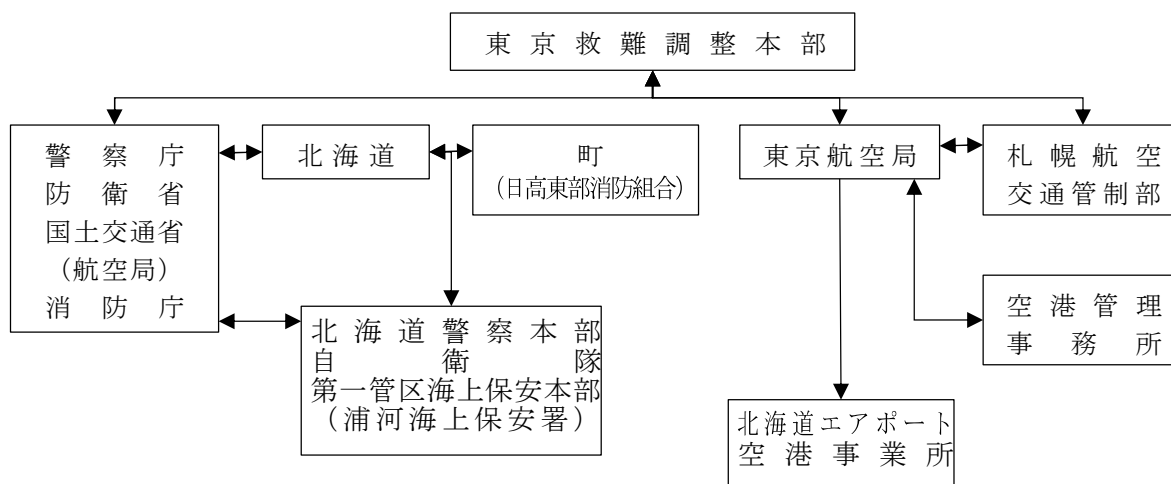 東京救難調整本部
警察庁
防衛省
国土交通省
(航空局)
消防庁
北海道
町
(日高東部消防組合)
東京航空局
札幌航空
交通管制部
北海道警察本部
自衛隊
第一管区海上保安本部
(浦河海上保安署)
空港管理
事務所
北海道エアポート
空港事業所